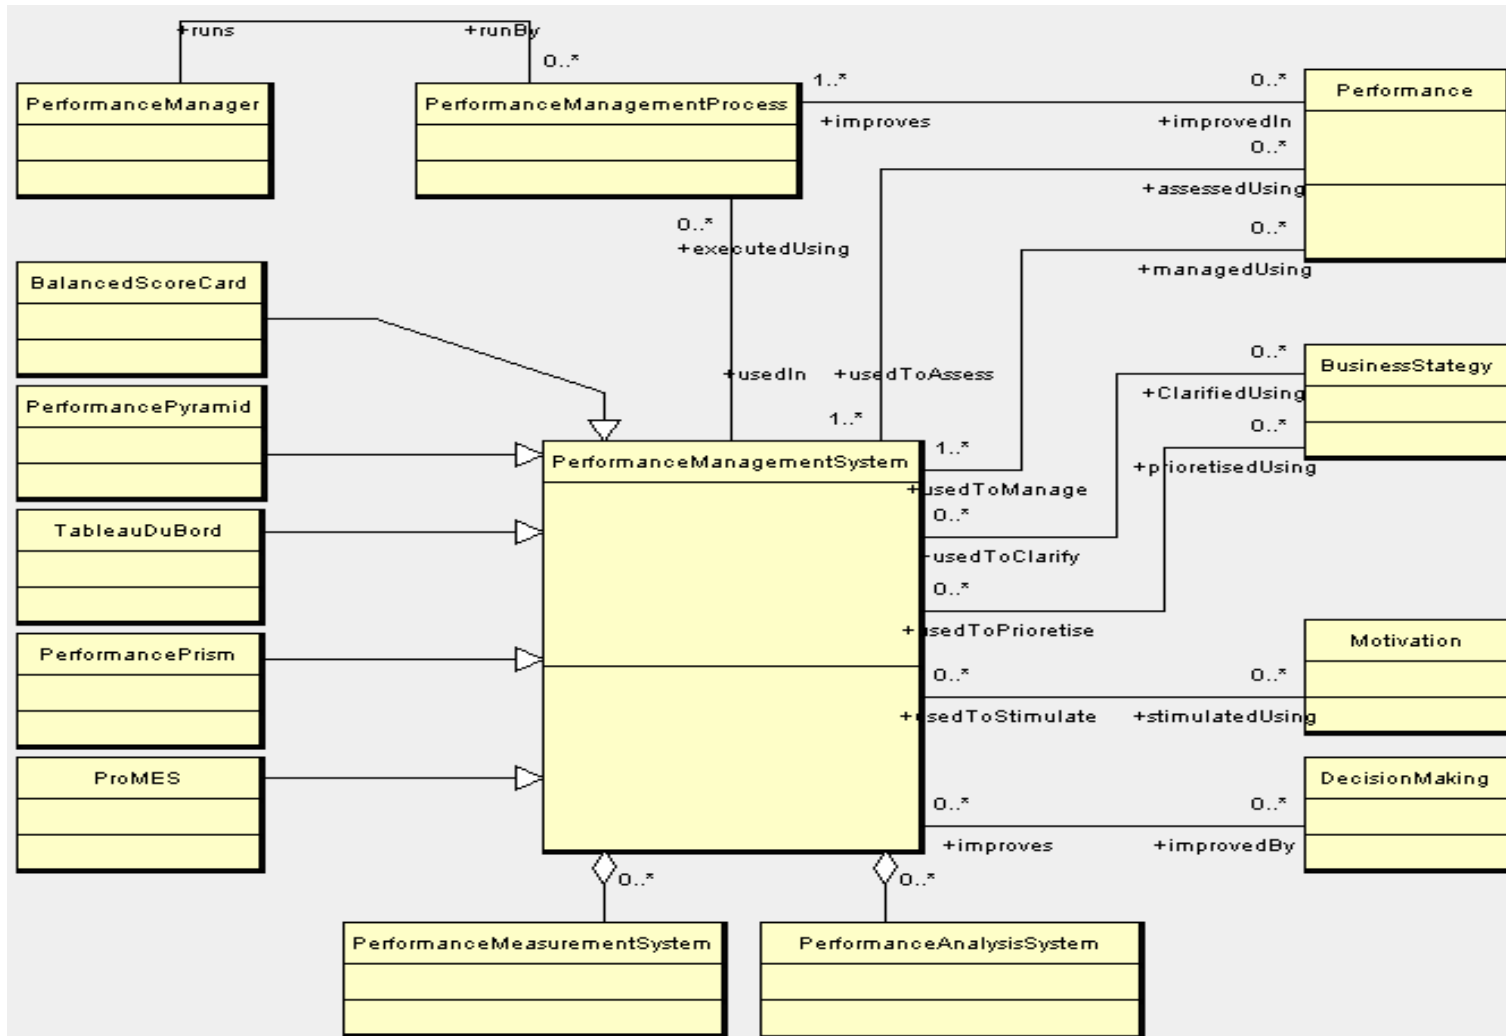 +runs
+runBy
0..*
PerformanceManager
PerformanceManagementProcess
1..*
0..*
Performance
+improves
+improvedIn
0..*
+assessedUsing
0..*
+executedUsing
0..*
+managedUsing
BalancedScoreCard
+usedIn
+usedToAssess
0..*
BusinessStategy
+ClarifiedUsing
PerformancePyramid
1..*
0..*
PerformanceManagementSystem
1..*
+prioretisedUsing
+usedToManage
0..*
TableauDuBord
+usedToClarify
0..*
+usedToPrioretise
PerformancePrism
Motivation
0..*
0..*
+usedToStimulate
+stimulatedUsing
ProMES
DecisionMaking
0..*
0..*
+improves
+improvedBy
0..*
0..*
PerformanceMeasurementSystem
PerformanceAnalysisSystem